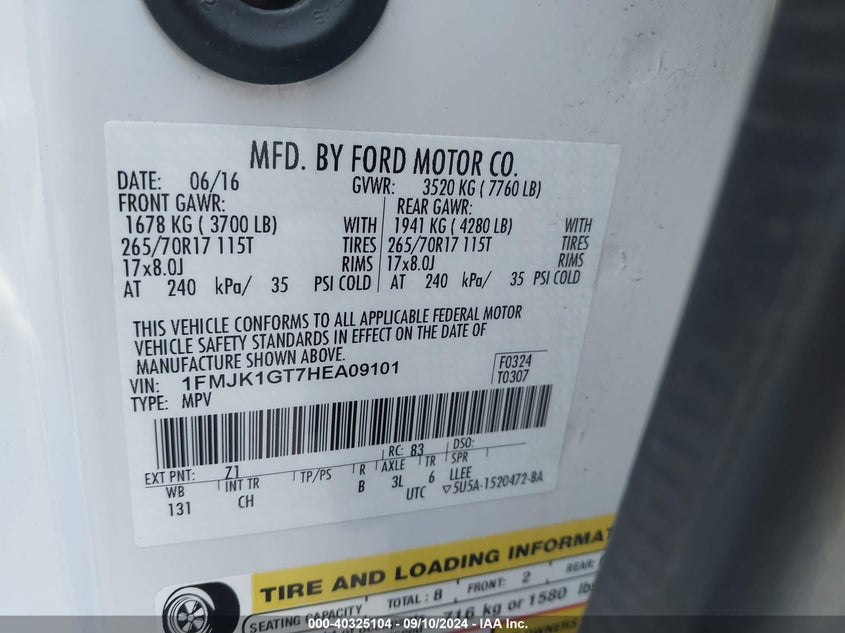 MFD. BY FORD MOTOR CO.
DATE: 06/16 GVWR: 3520 KG ( 7760 LB)
FRONT GAWR: REAR GAWR:
1678 KG ( 3700 LB) WITH 1941 KG ( 4280 LB) WITH
265/70R17 115T TIRES 265/70R17 115T TIRES
17x8.0J RIMS 17x8.0J RIMS
AT 240 kPa/ 35 PSI COLD AT 240 kPa/ 35 PSI COLD
THIS VEHICLE CONFORMS TO ALL APPLICABLE FEDERAL MOTOR
VEHICLE SAFETY STANDARDS IN EFFECT ON THE DATE OF
MANUFACTURE SHOWN ABOVE.
VIN: 1FMJK1GT7HEA09101 F0324
TYPE: MPV T0307
EXT PNT: Z1 RC: 83 DSO:
WB INT TR TP/PS R AXLE TR SPR
131 CH B 3L 6 LLEE
UTC ▽5U5A-1520472-BA
TIRE AND LOADING INFORMAT
SEATING CAPACITY TOTAL : 8 FRONT: 2 REAR:
716 kg or 1580 lbs
OWNERS
-----000-40325104 - 09/10/2024 - IAA, Inc.